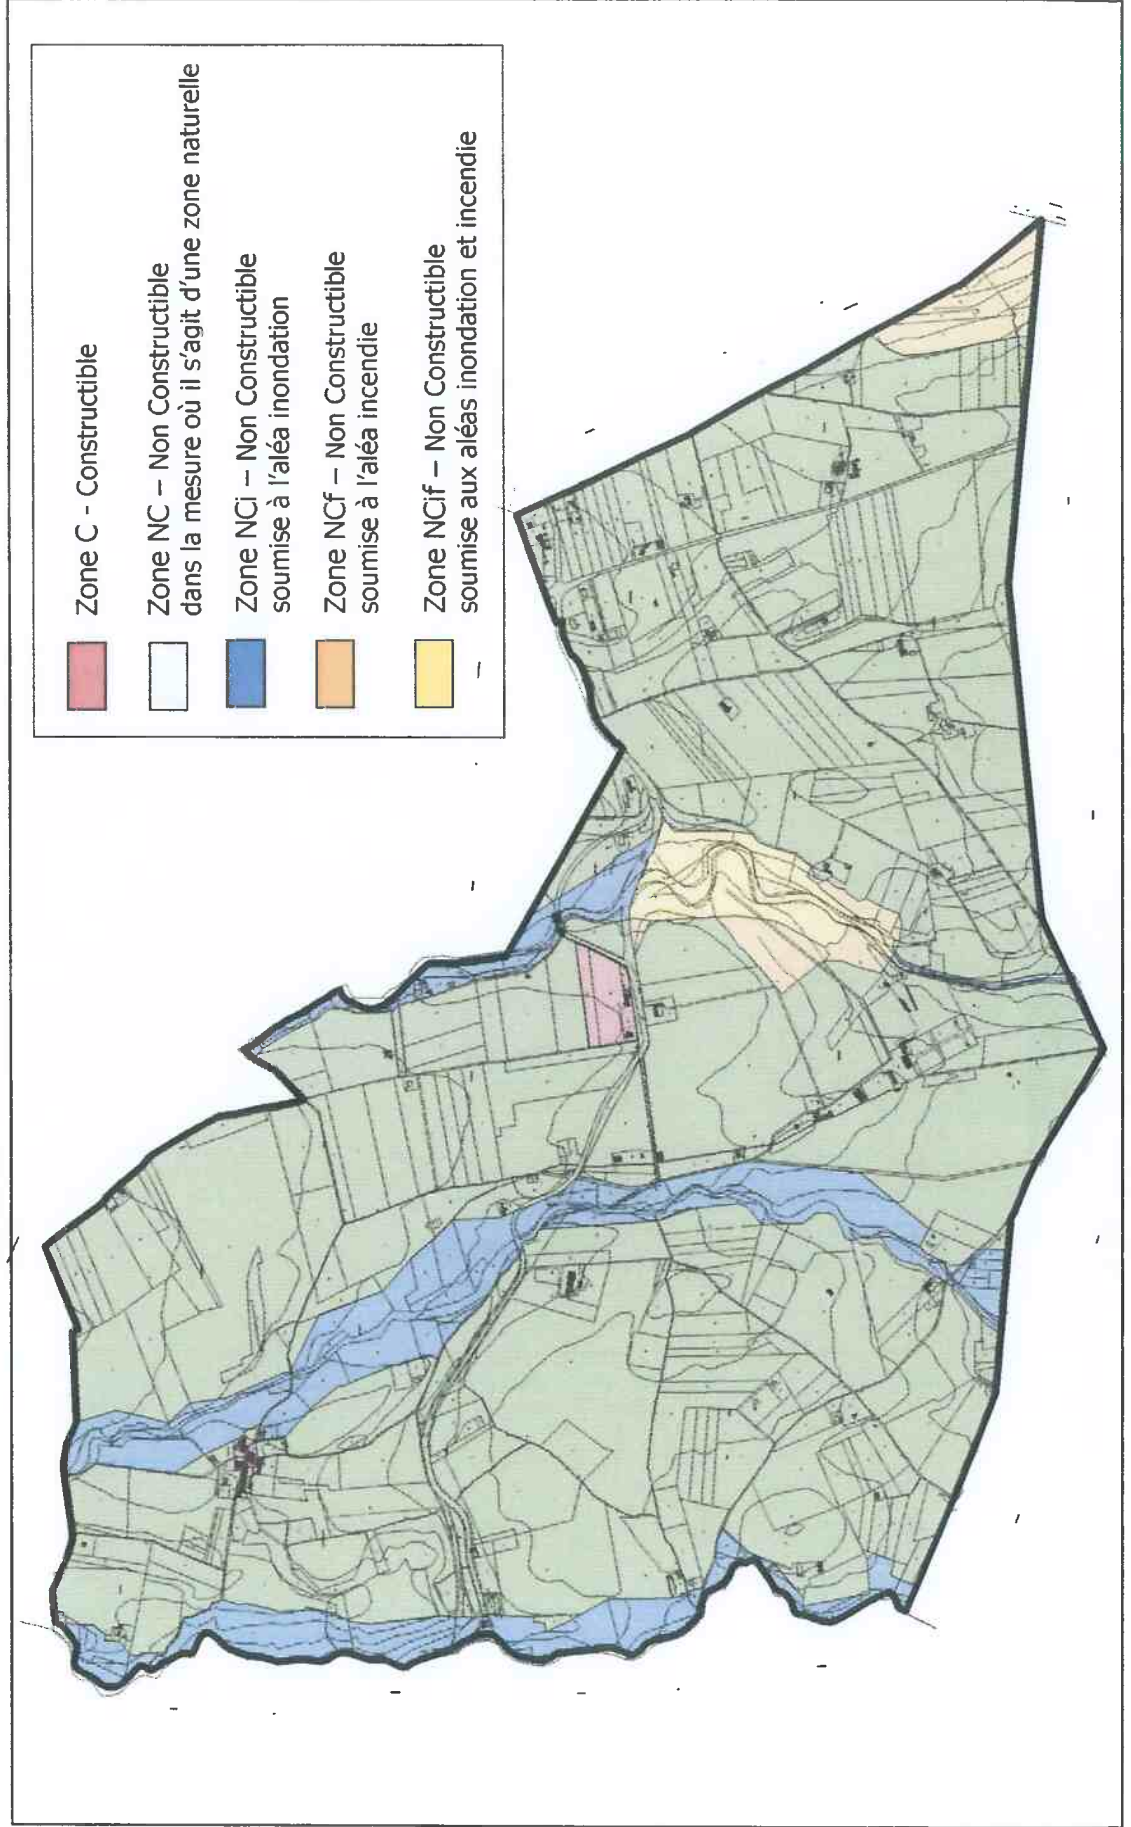 Zone C - Constructible
Zone NC – Non Constructible
dans la mesure où il s'agit d'une zone naturelle
Zone NCi – Non Constructible
soumise à l'aléa inondation
Zone NCf – Non Constructible
soumise à l'aléa incendie
Zone NCif – Non Constructible
soumise aux aléas inondation et incendie